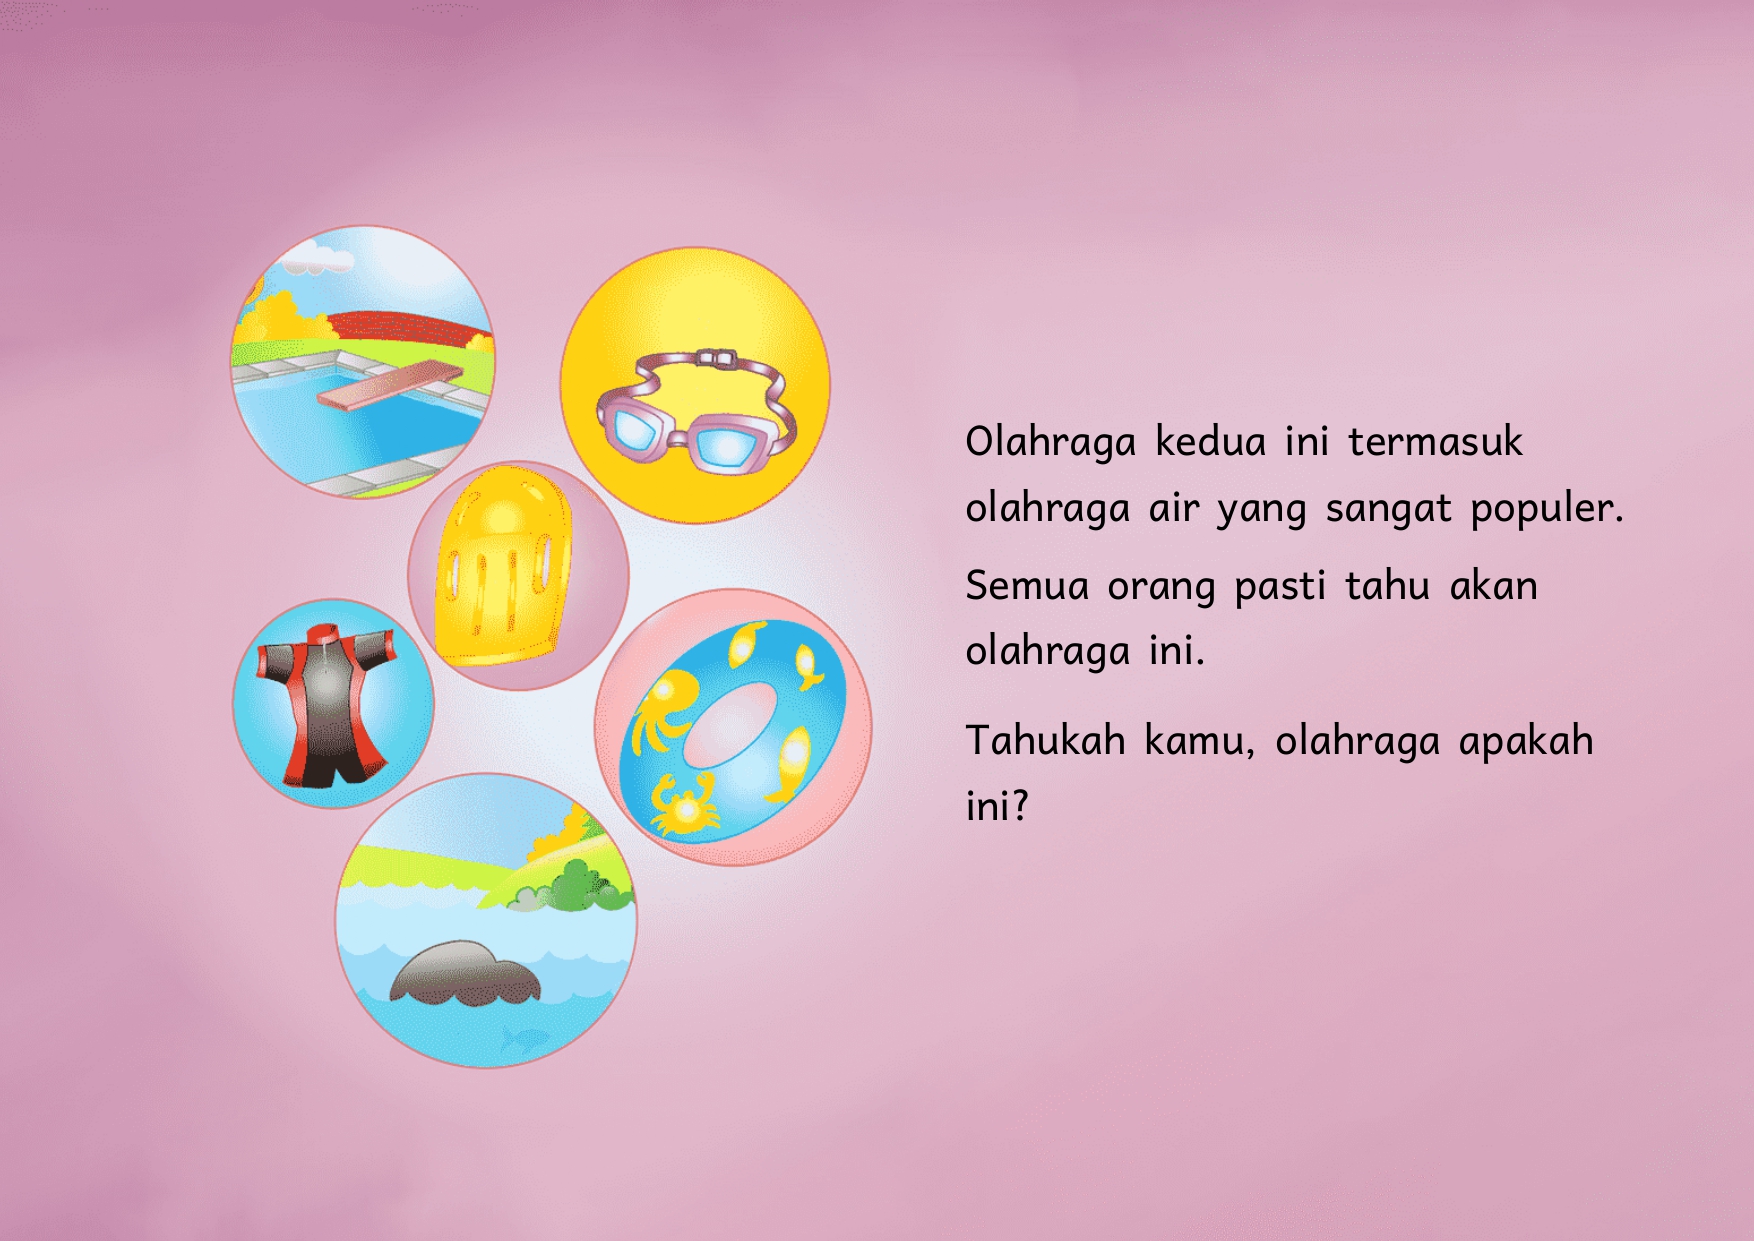 Olahraga kedua ini termasuk
olahraga air yang sangat populer.
Semua orang pasti tahu akan
olahraga ini.
Tahukah kamu, olahraga apakah
ini?